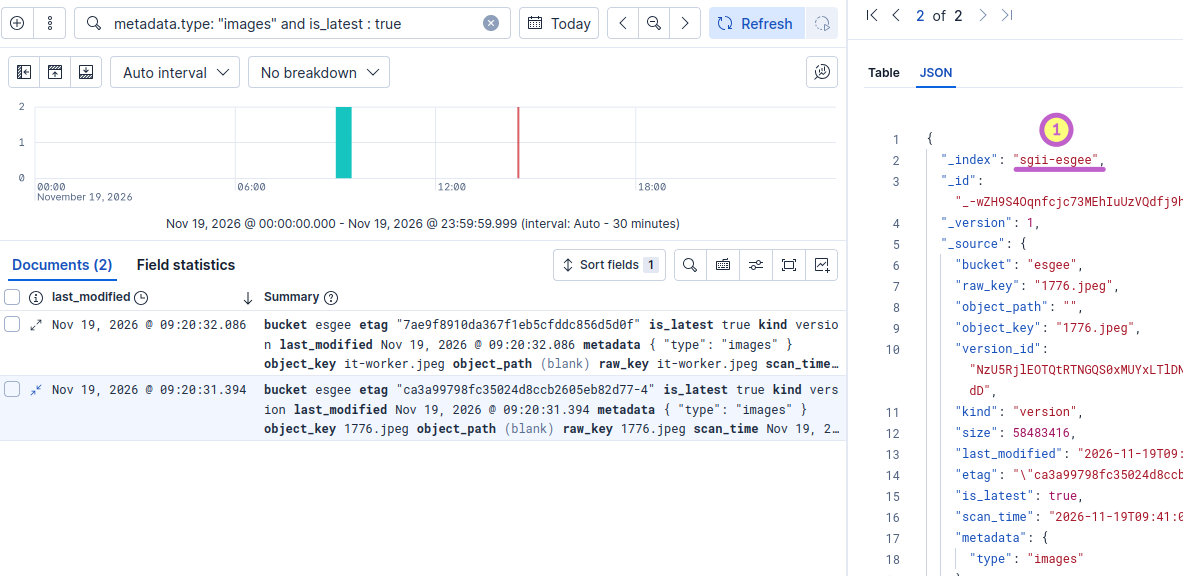 metadata.type: "images" and is_latest : true
Today
Refresh
Auto interval
No breakdown
2
1
0
00:00
November 19, 2026
06:00
12:00
18:00
Nov 19, 2026 @ 00:00:00.000 - Nov 19, 2026 @ 23:59:59.999 (interval: Auto - 30 minutes)
Documents (2)
Field statistics
Sort fields 1
last_modified
Summary
Nov 19, 2026 @ 09:20:32.086
bucket esgee etag "7ae9f8910da367f1eb5cfddc856d5d0f" is_latest true kind versio
n last_modified Nov 19, 2026 @ 09:20:32.086 metadata { "type": "images" }
object_key it-worker.jpeg object_path (blank) raw_key it-worker.jpeg scan_time…
Nov 19, 2026 @ 09:20:31.394
bucket esgee etag "ca3a99798fc35024d8ccb2605eb82d77-4" is_latest true kind vers
ion last_modified Nov 19, 2026 @ 09:20:31.394 metadata { "type": "images" }
object_key 1776.jpeg object_path (blank) raw_key 1776.jpeg scan_time Nov 19, 2…
2 of 2
Table
JSON
1
1 {
2 "_index": "sgii-esgee",
3 "_id":
"_-wZH9S4Oqnfcjc73MEhIuUzVQdfj9h
4 "_version": 1,
5 "_source": {
6 "bucket": "esgee",
7 "raw_key": "1776.jpeg",
8 "object_path": "",
9 "object_key": "1776.jpeg",
10 "version_id":
"NzU5RjlEOTQtRTNGQS0xMUYxLTlDN
dD",
11 "kind": "version",
12 "size": 58483416,
13 "last_modified": "2026-11-19T09:
14 "etag": "\"ca3a99798fc35024d8ccb
15 "is_latest": true,
16 "scan_time": "2026-11-19T09:41:0
17 "metadata": {
18 "type": "images"